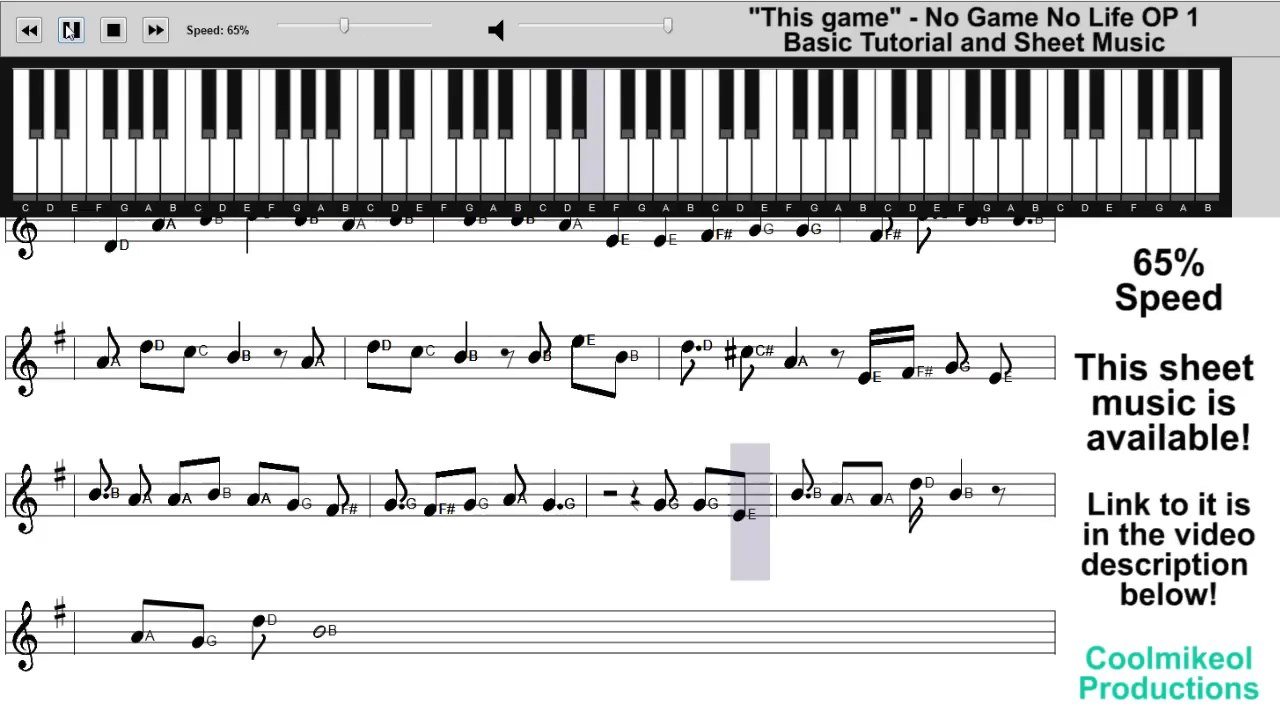 Speed: 65%
"This game" - No Game No Life OP 1
Basic Tutorial and Sheet Music
C D E F G A B C D E F G A B C D E F G A B C D E F G A B C D E F G A B C D E F G A B C D E F G A B
D A B B A B B B A E E F# G G F# B D
A D C B A D C B B E B D C# A E F# G E
B A A B A G F# G F# G A G G G E B A A D B
A G D B
65%
Speed
This sheet
music is
available!
Link to it is
in the video
description
below!
Coolmikeol
Productions